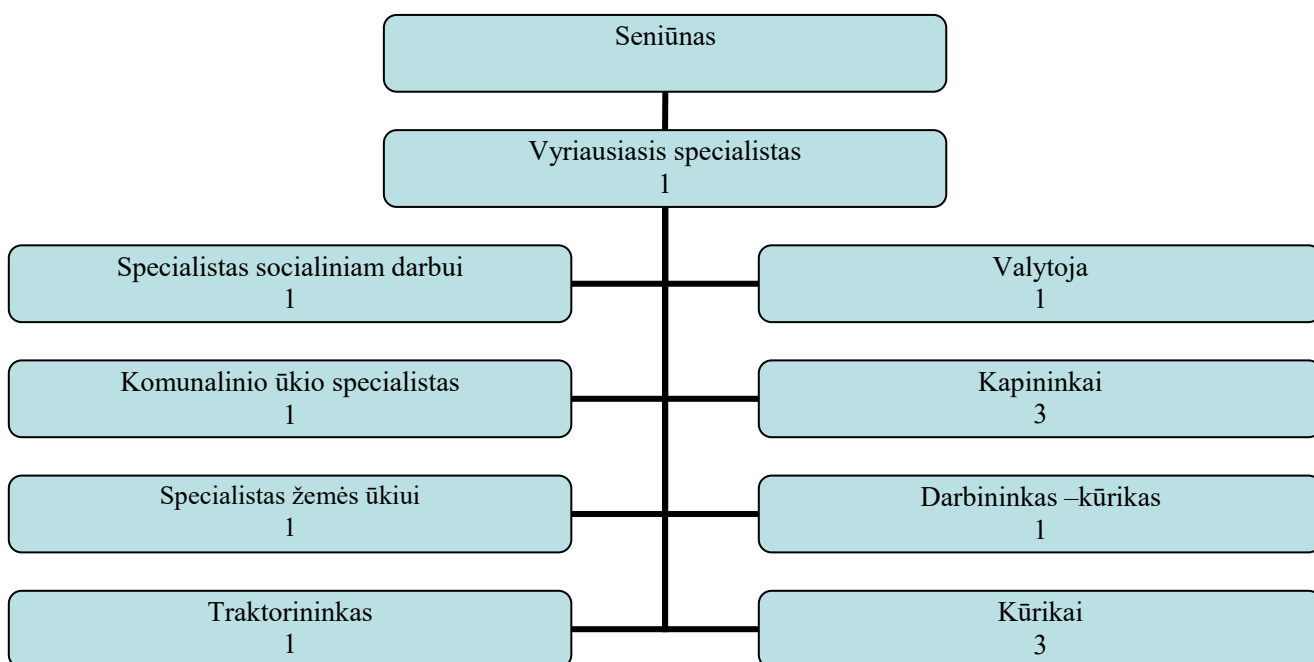 Seniūnas
Vyriausiasis specialistas
1
Specialistas socialiniam darbui
1
Valytoja
1
Komunalinio ūkio specialistas
1
Kapininkai
3
Specialistas žemės ūkiui
1
Darbininkas –kūrikas
1
Traktorininkas
1
Kūrikai
3